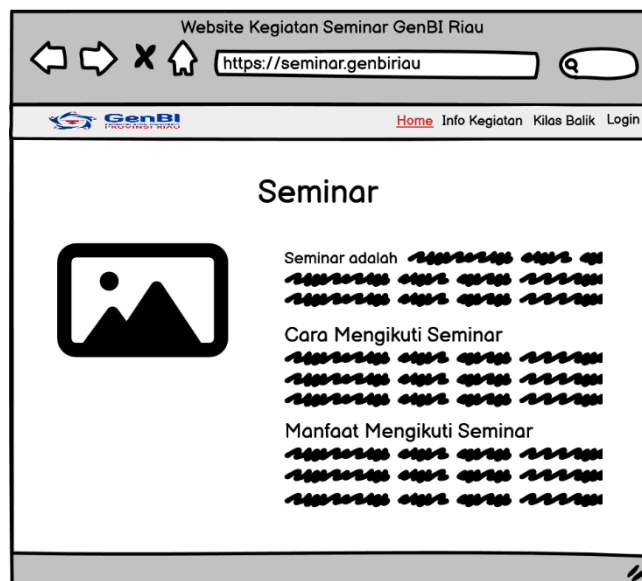 Website Kegiatan Seminar GenBI Riau
https://seminar.genbiriau
GenBI
PROVINSI RIAU
Home Info Kegiatan Kilas Balik Login
Seminar
Seminar adalah
Cara Mengikuti Seminar
Manfaat Mengikuti Seminar